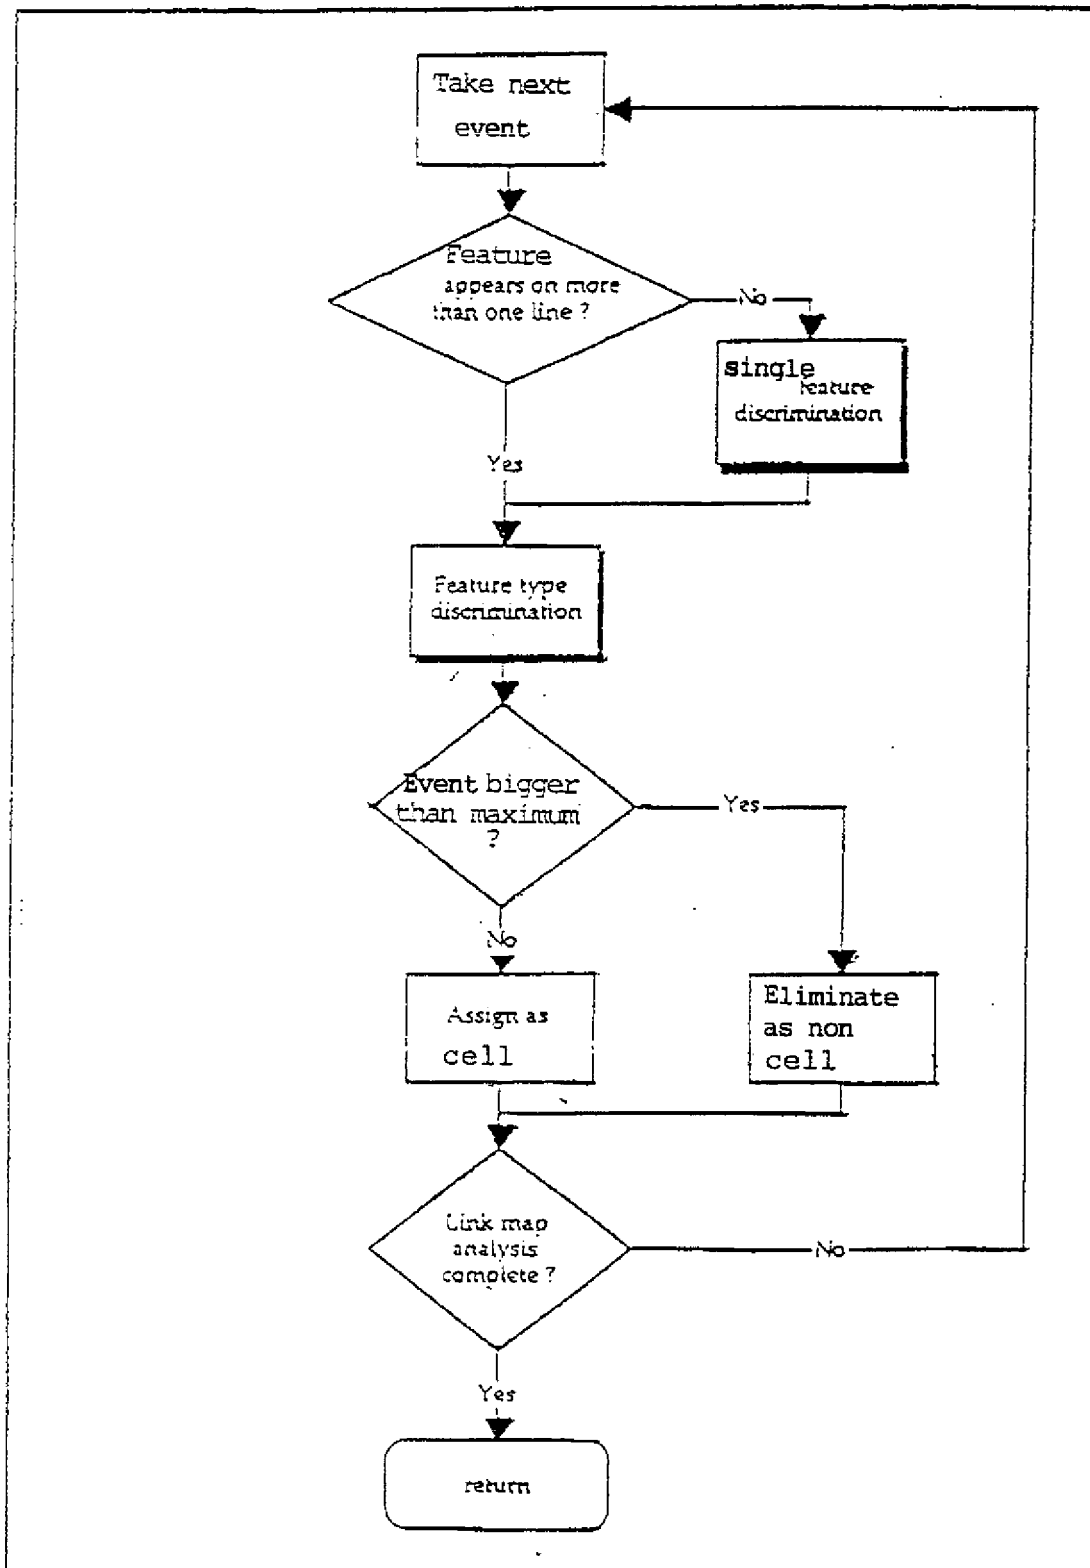 Take next
event
Feature
appears on more
than one line ?
No
single
feature
discrimination
Yes
Feature type
discrimination
Event bigger
than maximum
?
Yes
No
Assign as
cell
Eliminate
as non
cell
Link map
analysis
complete ?
No
Yes
return